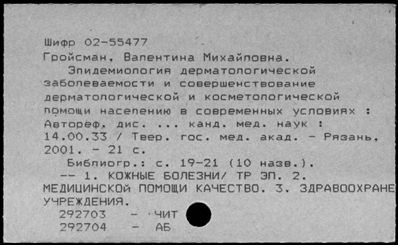 Шифр 02-55477
Гройсман, Валентина Михайловна.
Эпидемиология дерматологической
заболеваемости и совершенствование
дерматологической и косметологической
помощи населению в современных условиях :
Автореф. дис. ... канд. мед. наук :
14.00.33 / Твер. гос. мед. акад. - Рязань,
2001. - 21 с.
Библиогр.: с. 19-21 (10 назв.).
-- 1. КОЖНЫЕ БОЛЕЗНИ/ ТР ЭП. 2.
МЕДИЦИНСКОЙ ПОМОЩИ КАЧЕСТВО. 3. ЗДРАВООХРАНЕ
УЧРЕЖДЕНИЯ.
292703 - ЧИТ
292704 - АБ